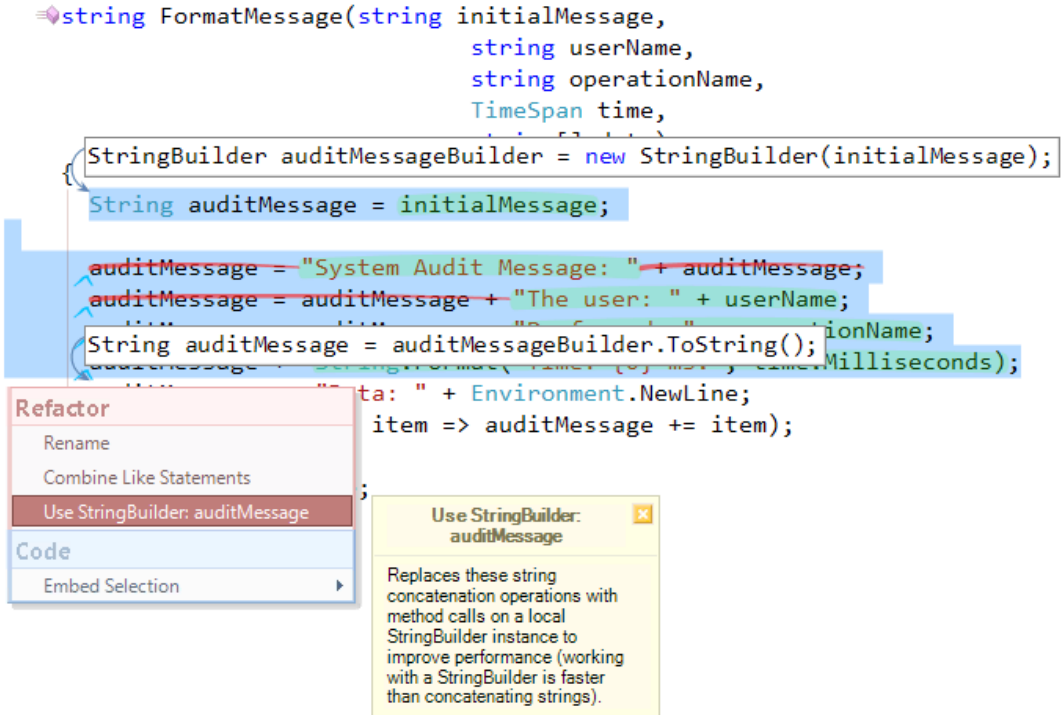 string FormatMessage(string initialMessage,
string userName,
string operationName,
TimeSpan time,
StringBuilder auditMessageBuilder = new StringBuilder(initialMessage);
{
String auditMessage = initialMessage;
auditMessage = "System Audit Message: " + auditMessage;
auditMessage = auditMessage + "The user: " + userName;
ionName;
String auditMessage = auditMessageBuilder.ToString();
Milliseconds);
ta: " + Environment.NewLine;
item => auditMessage += item);
;
Refactor
Rename
Combine Like Statements
Use StringBuilder: auditMessage
Code
Embed Selection
Use StringBuilder:
auditMessage
Replaces these string
concatenation operations with
method calls on a local
StringBuilder instance to
improve performance (working
with a StringBuilder is faster
than concatenating strings).